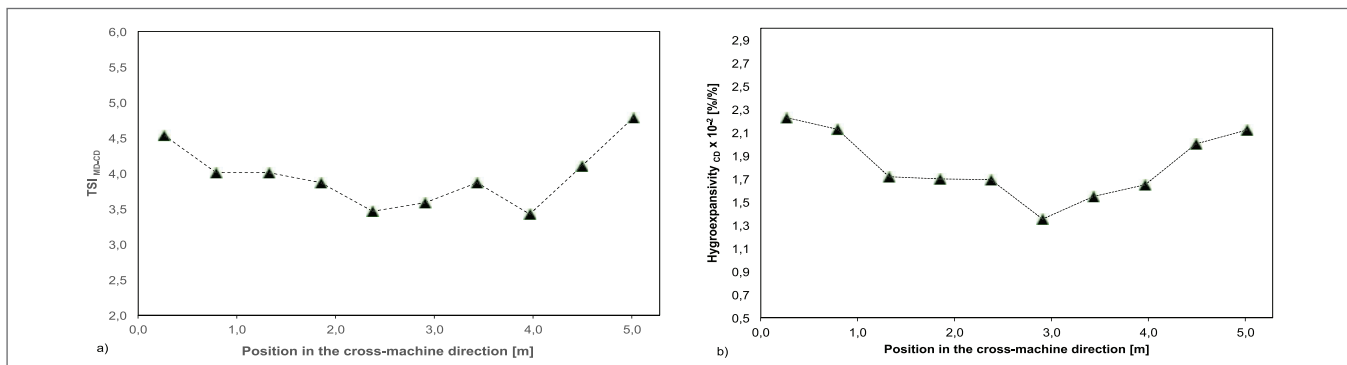 6,0
5,5
5,0
4,5
4,0
3,5
3,0
2,5
2,0
TSI MD-CD
0,0 1,0 2,0 3,0 4,0 5,0
Position in the cross-machine direction [m]
a)
2,9
2,7
2,5
2,3
2,1
1,9
1,7
1,5
1,3
1,1
0,9
0,7
0,5
Hygroexpansivity CD x 10-2 [%/%]
0,0 1,0 2,0 3,0 4,0 5,0
Position in the cross-machine direction [m]
b)